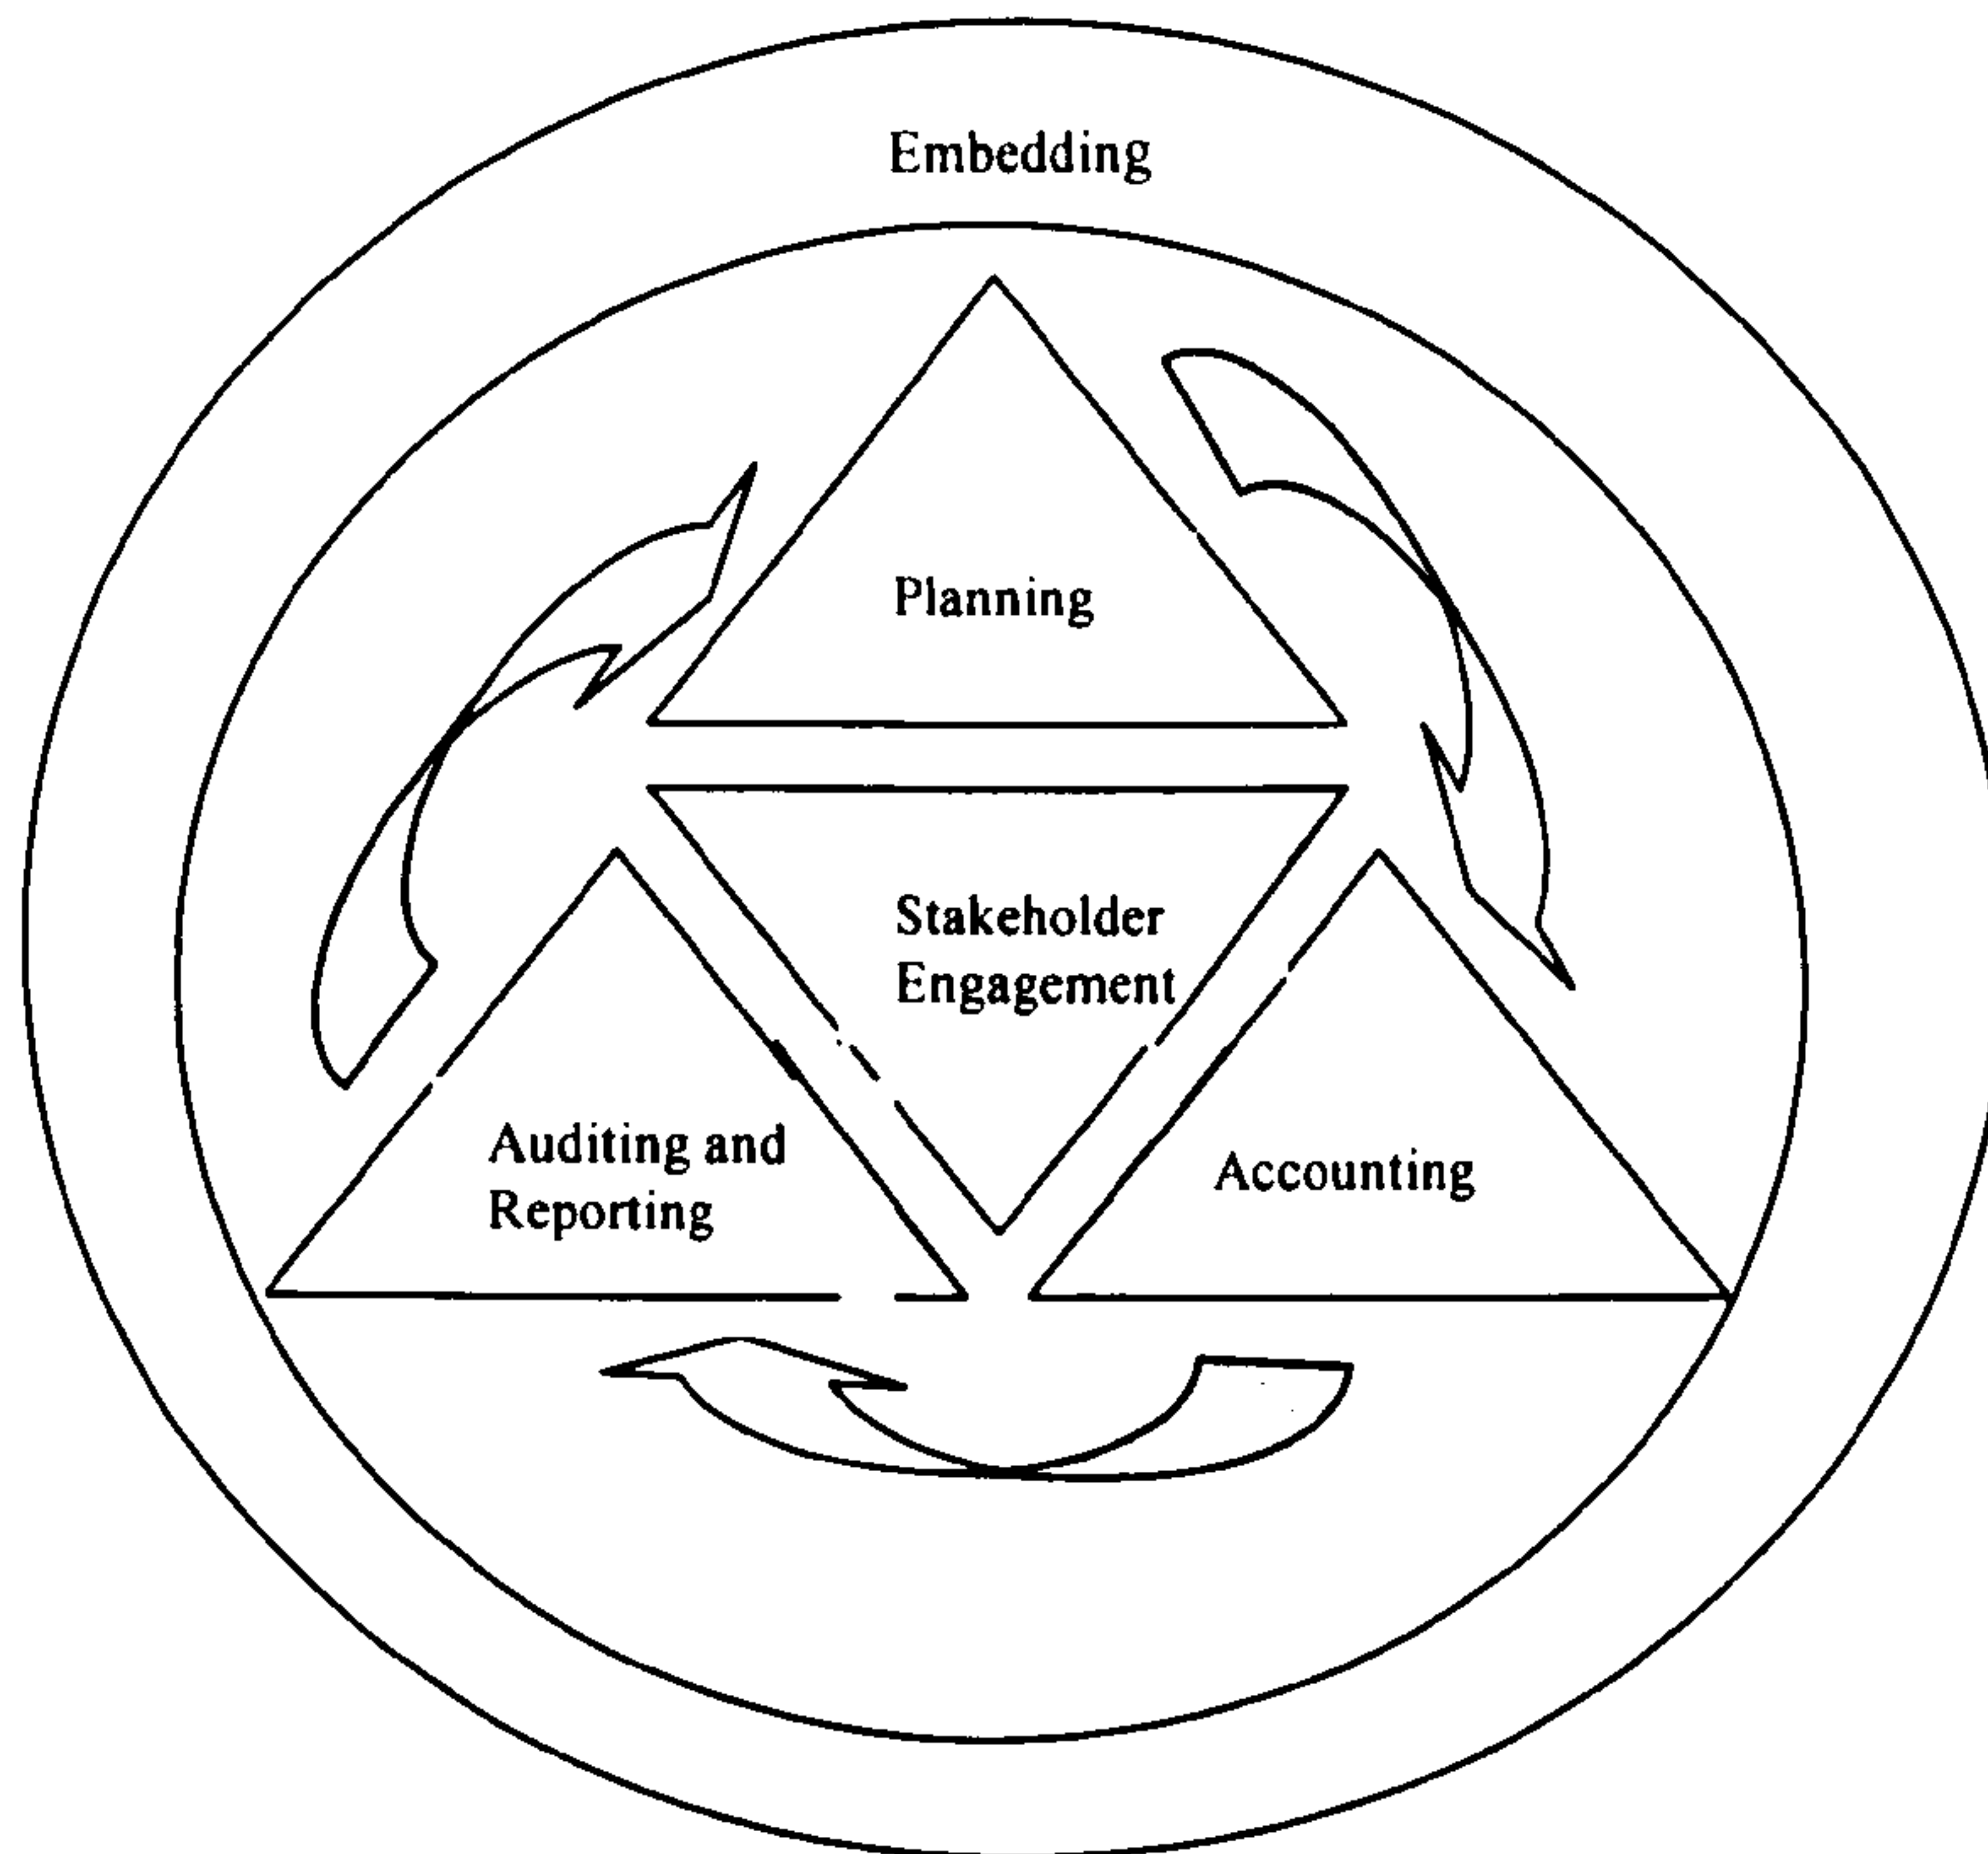 Embedding
Planning
Stakeholder
Engagement
Auditing and
Reporting
Accounting